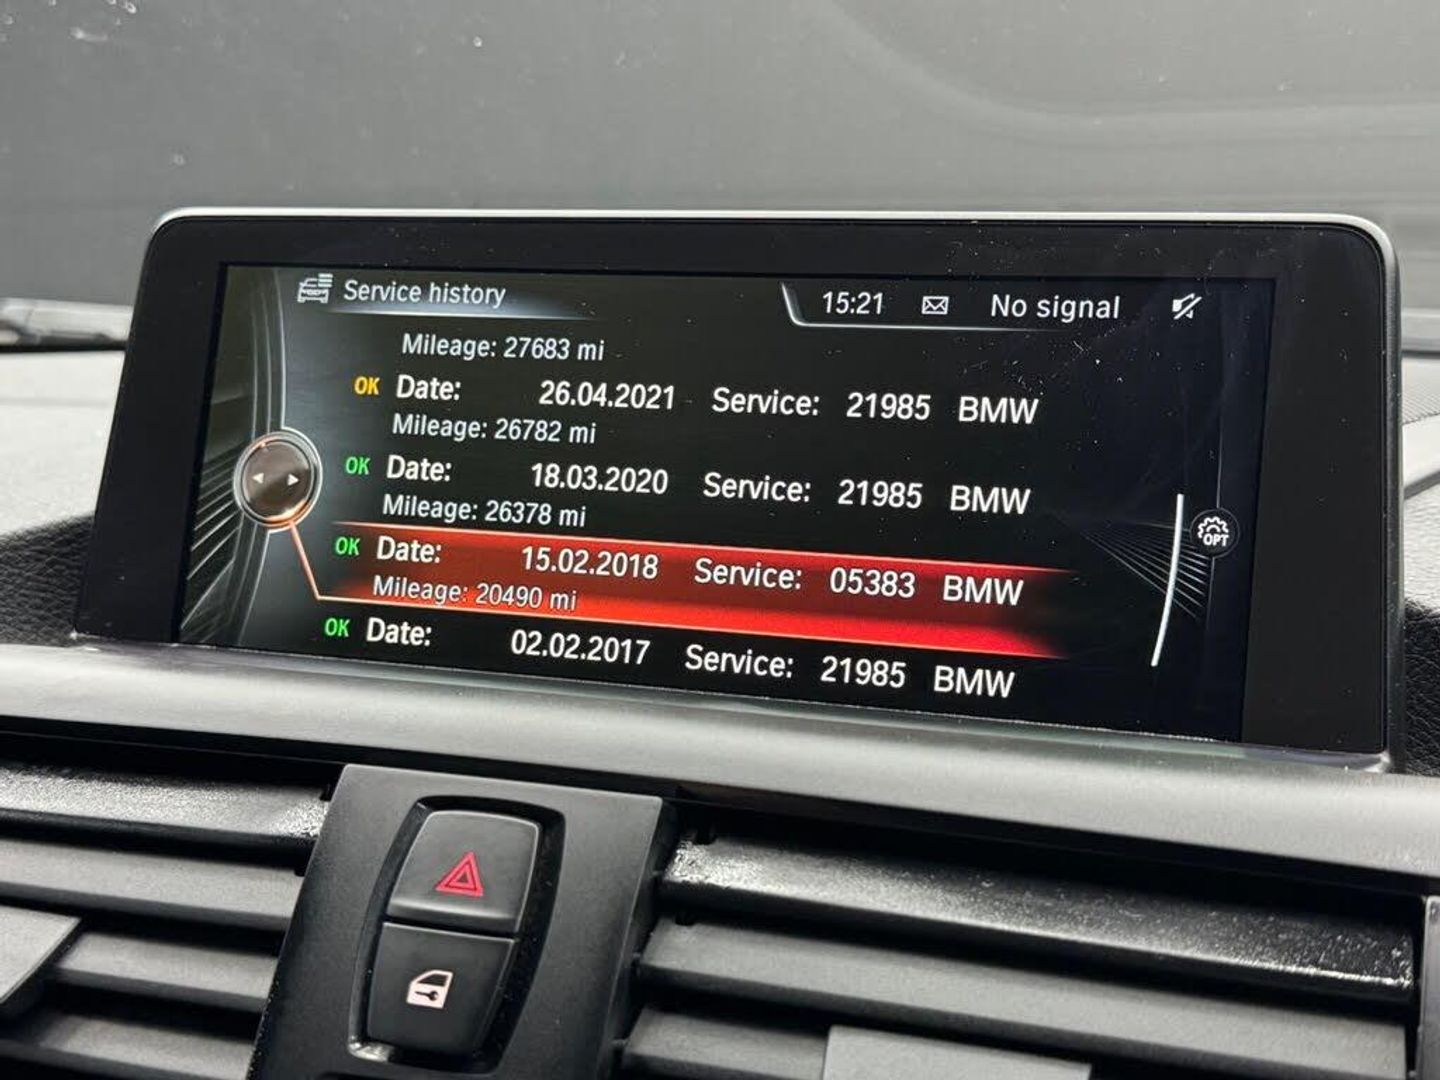 Service history 15:21 No signal
Mileage: 27683 mi
OK Date: 26.04.2021 Service: 21985 BMW
Mileage: 26782 mi
OK Date: 18.03.2020 Service: 21985 BMW
Mileage: 26378 mi
OK Date: 15.02.2018 Service: 05383 BMW
Mileage: 20490 mi
OK Date: 02.02.2017 Service: 21985 BMW
OPT